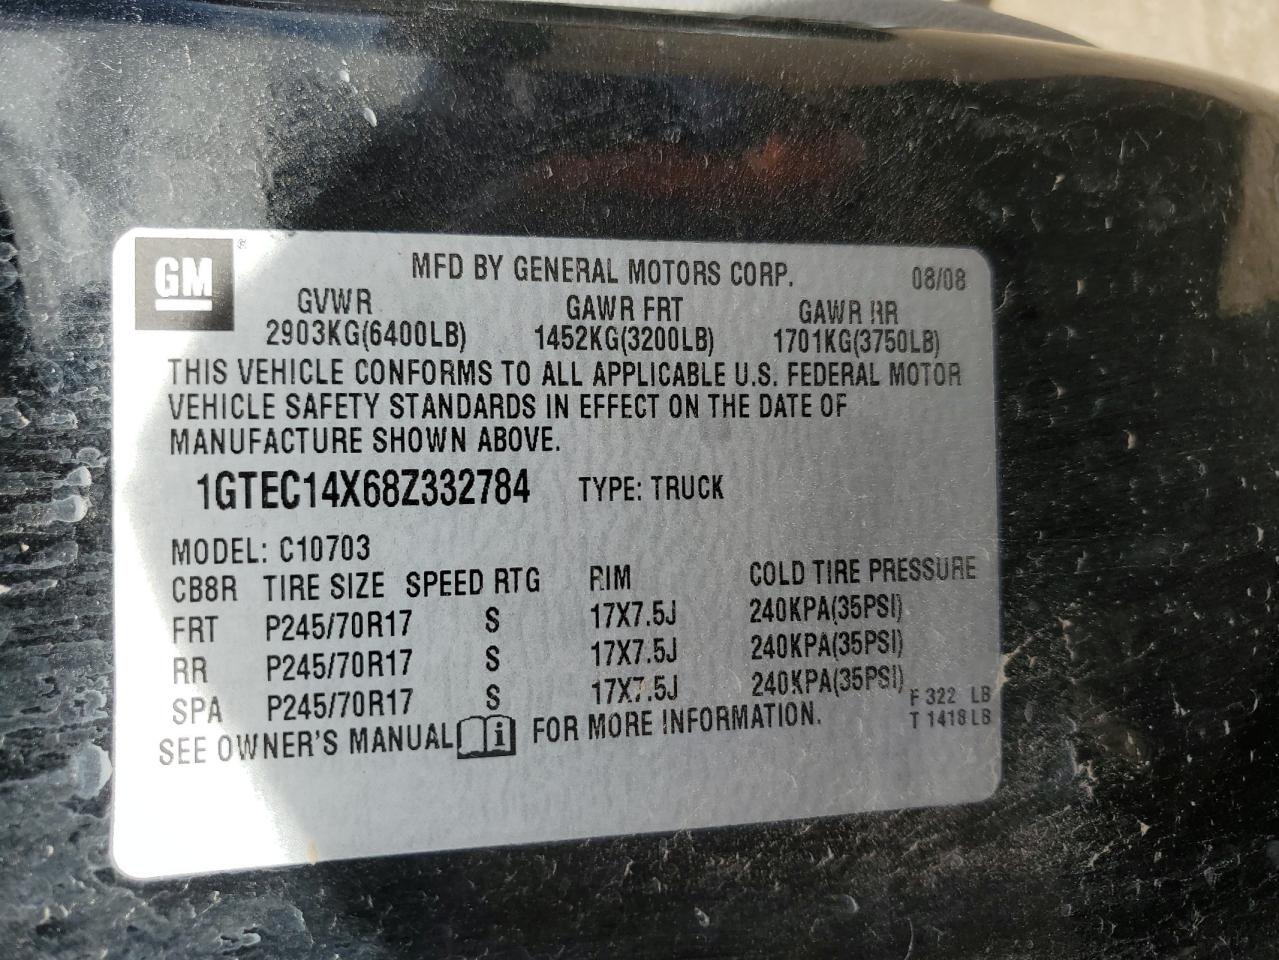 GM
MFD BY GENERAL MOTORS CORP. 08/08
GVWR GAWR FRT GAWR RR
2903KG(6400LB) 1452KG(3200LB) 1701KG(3750LB)
THIS VEHICLE CONFORMS TO ALL APPLICABLE U.S. FEDERAL MOTOR
VEHICLE SAFETY STANDARDS IN EFFECT ON THE DATE OF
MANUFACTURE SHOWN ABOVE.
1GTEC14X68Z332784 TYPE: TRUCK
MODEL: C10703
CB8R TIRE SIZE SPEED RTG RIM COLD TIRE PRESSURE
FRT P245/70R17 S 17X7.5J 240KPA(35PSI)
RR P245/70R17 S 17X7.5J 240KPA(35PSI)
SPA P245/70R17 S 17X7.5J 240KPA(35PSI)
SEE OWNER'S MANUAL i FOR MORE INFORMATION.
F 322 LB
T 1418 LB